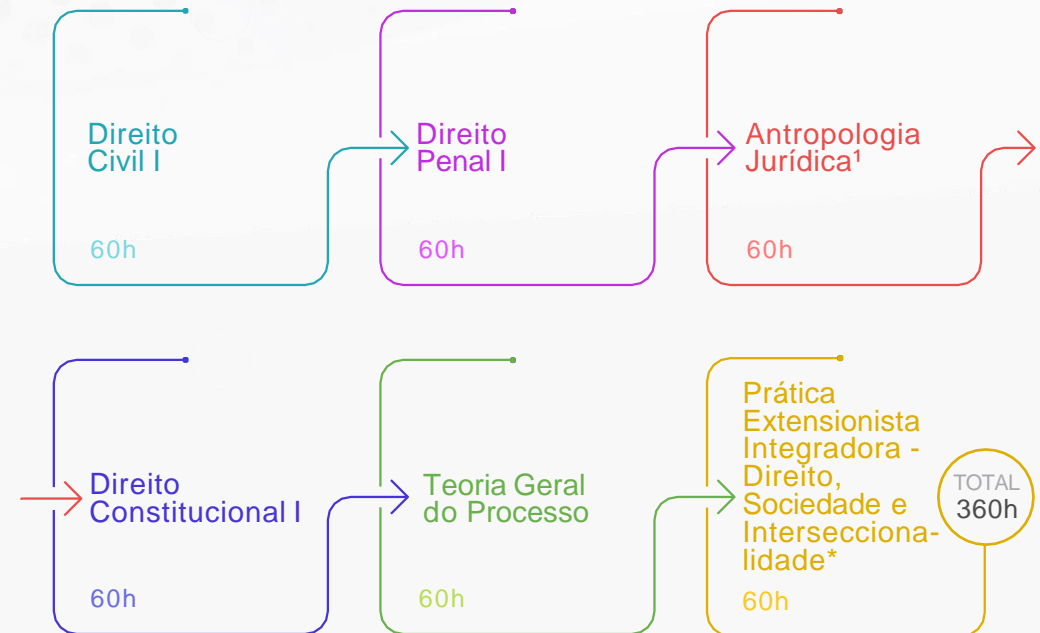 Direito
Civil I
60h
Direito
Penal I
60h
Antropologia
Jurídica¹
60h
Direito
Constitucional I
60h
Teoria Geral
do Processo
60h
Prática
Extensionista
Integradora -
Direito,
Sociedade e
Intersecciona-
lidade*
60h
TOTAL
360h